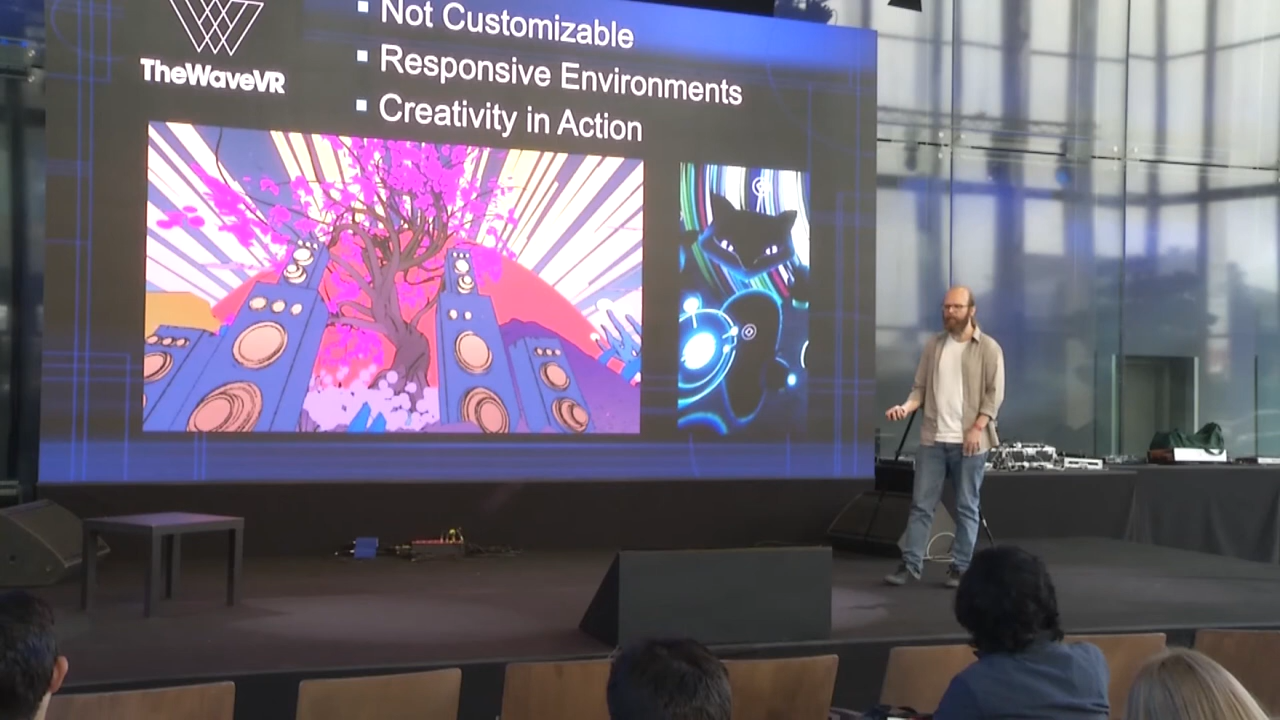 TheWaveVR
Not Customizable
Responsive Environments
Creativity in Action